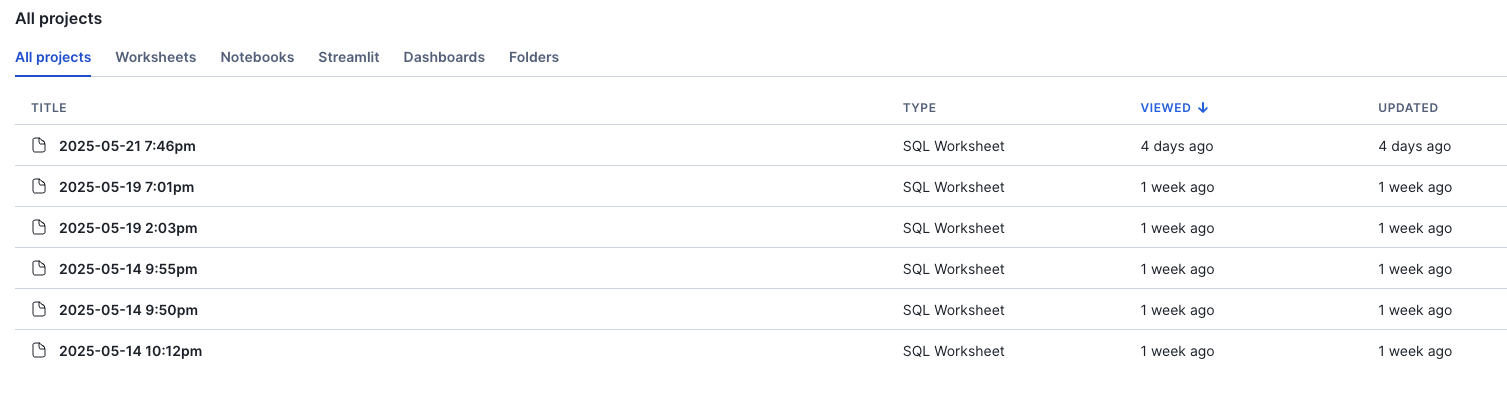 All projects
All projects Worksheets Notebooks Streamlit Dashboards Folders
TITLE TYPE VIEWED UPDATED
2025-05-21 7:46pm SQL Worksheet 4 days ago 4 days ago
2025-05-19 7:01pm SQL Worksheet 1 week ago 1 week ago
2025-05-19 2:03pm SQL Worksheet 1 week ago 1 week ago
2025-05-14 9:55pm SQL Worksheet 1 week ago 1 week ago
2025-05-14 9:50pm SQL Worksheet 1 week ago 1 week ago
2025-05-14 10:12pm SQL Worksheet 1 week ago 1 week ago